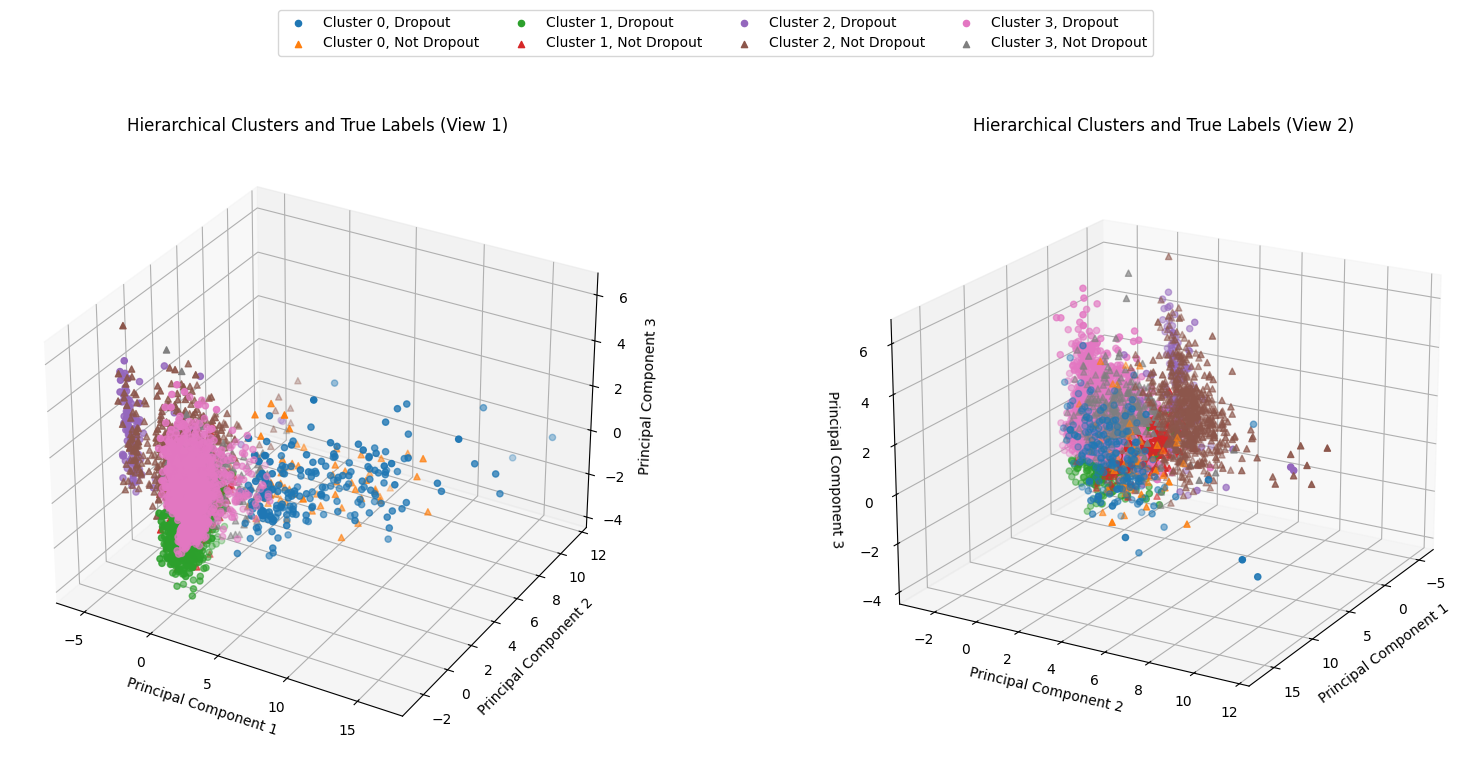 Cluster 0, Dropout
Cluster 0, Not Dropout
Cluster 1, Dropout
Cluster 1, Not Dropout
Cluster 2, Dropout
Cluster 2, Not Dropout
Cluster 3, Dropout
Cluster 3, Not Dropout
Hierarchical Clusters and True Labels (View 1)
6
4
2
0
−2
−4
Principal Component 3
12
10
8
6
4
2
0
−2
Principal Component 2
−5
0
5
10
15
Principal Component 1
Hierarchical Clusters and True Labels (View 2)
6
4
2
0
−2
−4
Principal Component 3
−2
0
2
4
6
8
10
12
Principal Component 2
−5
0
5
10
15
Principal Component 1